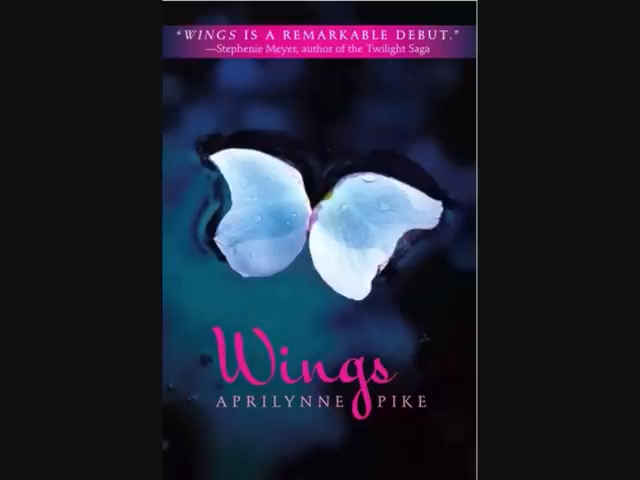 “WINGS IS A REMARKABLE DEBUT.”
—Stephenie Meyer, author of the Twilight Saga
Wings
APRILYNNE PIKE